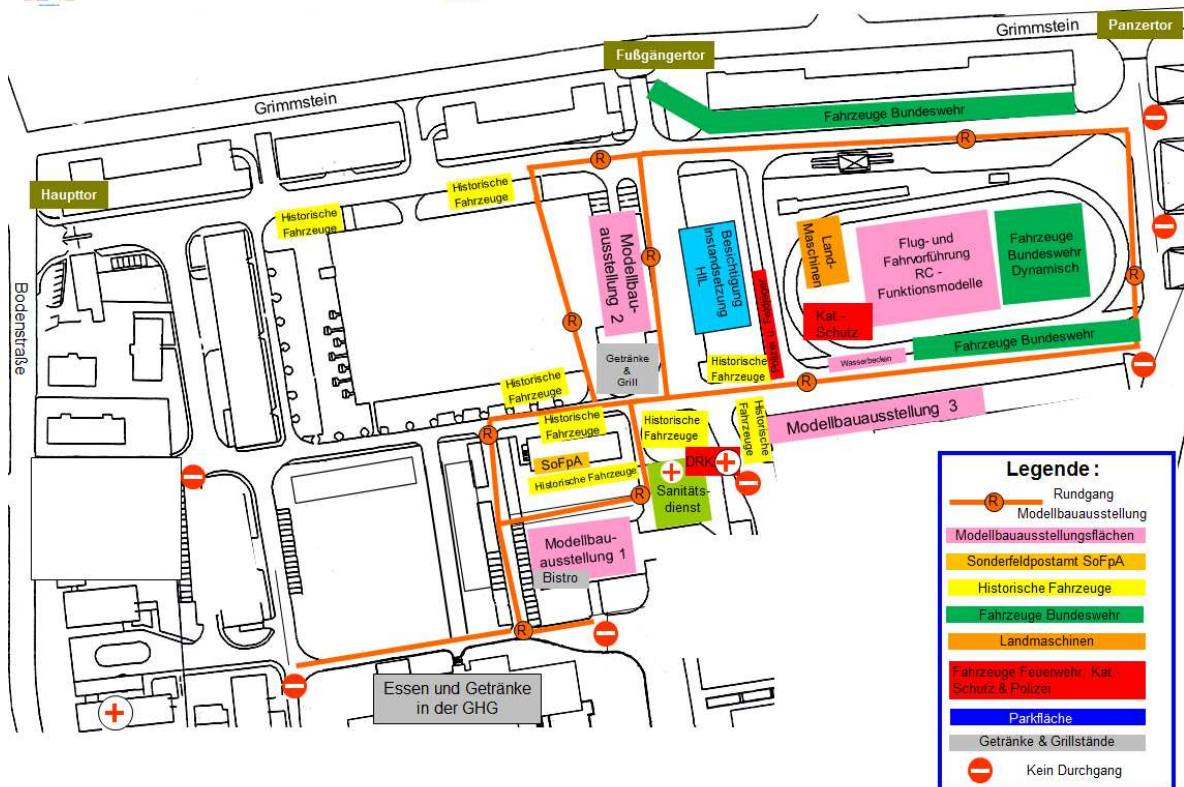 Grimmstein
Panzertor
Fußgängertor
Fahrzeuge Bundeswehr
Grimmstein
Haupttor
Historische
Fahrzeuge
Historische
Fahrzeuge
Modellbau-
ausstellung 2
Besichtigung
Instandsetzung
HIL
Land-
Maschinen
Flug- und
Fahrvorführung
RC -
Funktionsmodelle
Fahrzeuge
Bundeswehr
Dynamisch
Bodenstraße
Kat.-
Schutz
Fahrzeuge Bundeswehr
Wasserbecken
Getränke
&
Grill
Historische
Fahrzeuge
Polizei u.
Historische
Fahrzeuge
Historische
Fahrzeuge
Historische
Fahrzeuge
Historische
Fahrzeuge
Modellbauausstellung 3
SoFpA
Historische Fahrzeuge
DRK
Sanitäts-
dienst
Modellbau-
ausstellung 1
Bistro
Essen und Getränke
in der GHG
R
R
R
R
R
R
R
R
R
R
Legende :
R
Rundgang
Modellbauausstellung
Modellbauausstellungsflächen
Sonderfeldpostamt SoFpA
Historische Fahrzeuge
Fahrzeuge Bundeswehr
Landmaschinen
Fahrzeuge Feuerwehr, Kat.-
Schutz & Polizer
Parkfläche
Getränke & Grillstände
Kein Durchgang